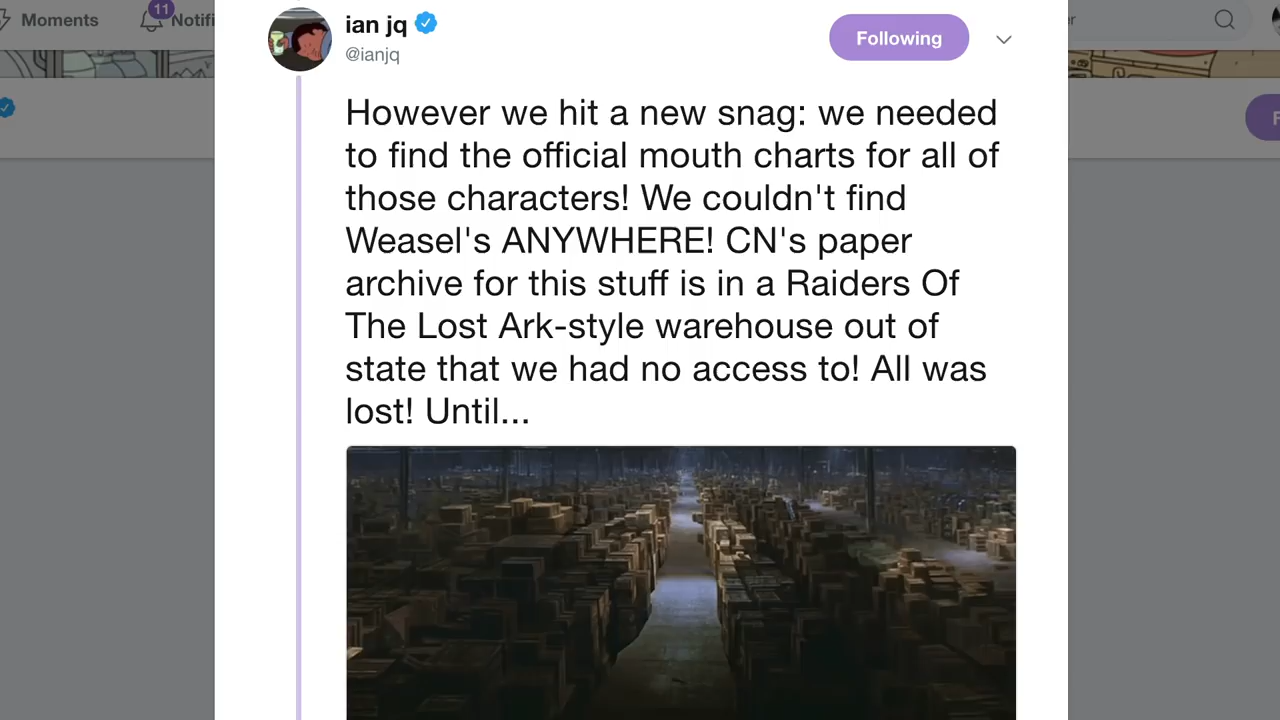 Moments
11
Notifi
er
ian jq
@ianjq
Following
However we hit a new snag: we needed
to find the official mouth charts for all of
those characters! We couldn't find
Weasel's ANYWHERE! CN's paper
archive for this stuff is in a Raiders Of
The Lost Ark-style warehouse out of
state that we had no access to! All was
lost! Until...
F